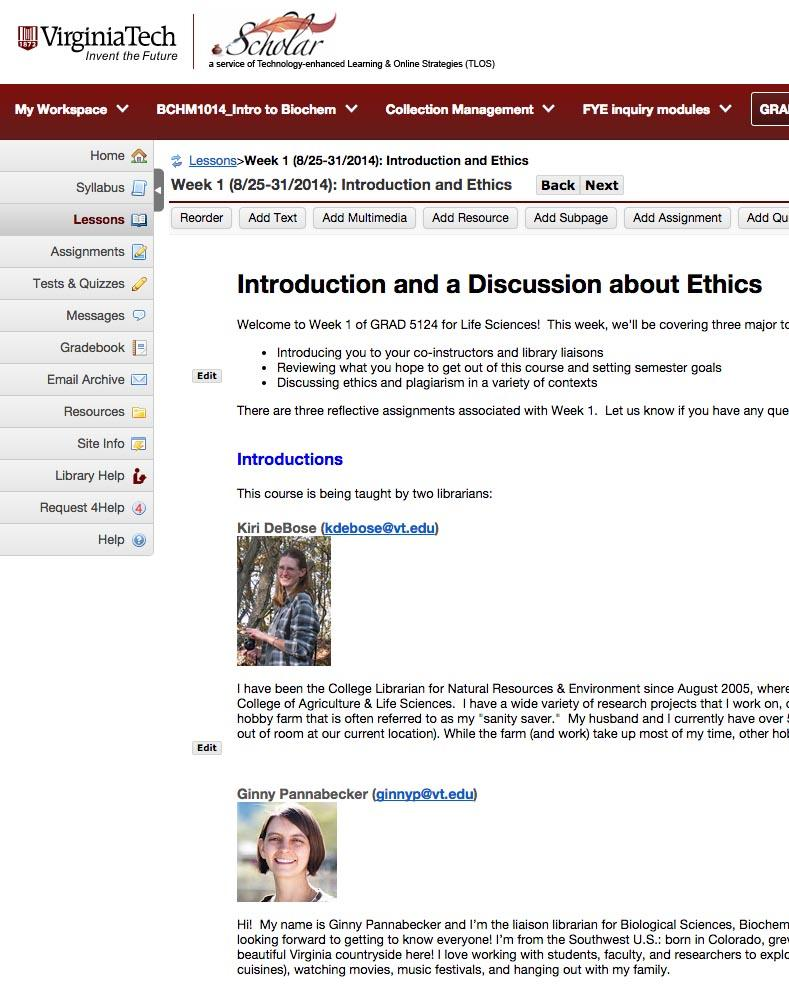 VirginiaTech
1872
Invent the Future
Scholar
a service of Technology-enhanced Learning & Online Strategies (TLOS)
My Workspace BCHM1014_Intro to Biochem Collection Management FYE inquiry modules GRA
Home
Syllabus
Lessons
Assignments
Tests & Quizzes
Messages
Gradebook
Email Archive
Resources
Site Info
Library Help
Request 4Help 4
Help ?
Lessons>Week 1 (8/25-31/2014): Introduction and Ethics
Week 1 (8/25-31/2014): Introduction and Ethics Back Next
Reorder Add Text Add Multimedia Add Resource Add Subpage Add Assignment Add Qu
Introduction and a Discussion about Ethics
Welcome to Week 1 of GRAD 5124 for Life Sciences! This week, we'll be covering three major to
• Introducing you to your co-instructors and library liaisons
• Reviewing what you hope to get out of this course and setting semester goals
Edit
• Discussing ethics and plagiarism in a variety of contexts
There are three reflective assignments associated with Week 1. Let us know if you have any que
Introductions
This course is being taught by two librarians:
Kiri DeBose (kdebose@vt.edu)
I have been the College Librarian for Natural Resources & Environment since August 2005, where
College of Agriculture & Life Sciences. I have a wide variety of research projects that I work on,
hobby farm that is often referred to as my "sanity saver." My husband and I currently have over
out of room at our current location). While the farm (and work) take up most of my time, other hob
Edit
Ginny Pannabecker (ginnyp@vt.edu)
Hi! My name is Ginny Pannabecker and I'm the liaison librarian for Biological Sciences, Biochem
looking forward to getting to know everyone! I'm from the Southwest U.S.: born in Colorado, grew
beautiful Virginia countryside here! I love working with students, faculty, and researchers to explo
cuisines), watching movies, music festivals, and hanging out with my family.